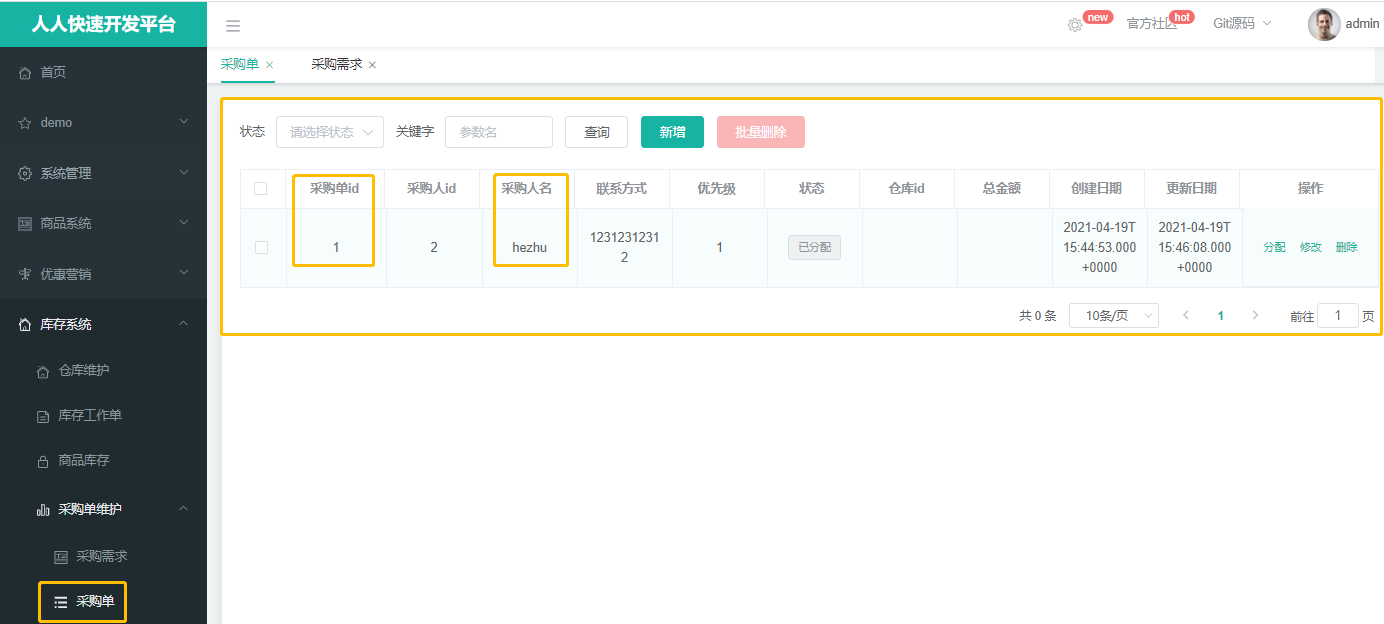 人人快速开发平台
new
官方社区
hot
Git源码
admin
首页
demo
系统管理
商品系统
优惠营销
库存系统
仓库维护
库存工作单
商品库存
采购单维护
采购需求
采购单
采购单 ×
采购需求 ×
状态 请选择状态 关键字 参数名 查询 新增 批量删除
采购单id 采购人id 采购人名 联系方式 优先级 状态 仓库id 总金额 创建日期 更新日期 操作
1 2 hezhu 1231231231
2 1 已分配 2021-04-19T
15:44:53.000
+0000 2021-04-19T
15:46:08.000
+0000 分配 修改 删除
共 0 条 10条/页 1 前往 1 页